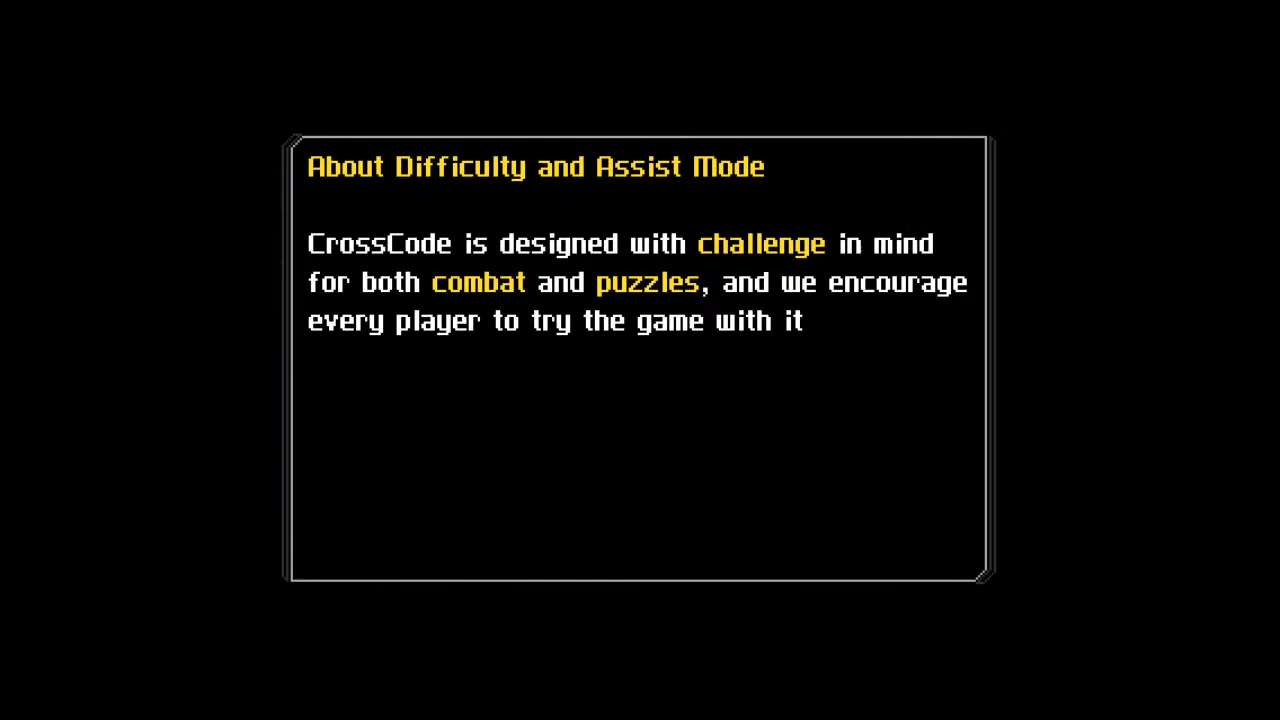 About Difficulty and Assist Mode
CrossCode is designed with challenge in mind
for both combat and puzzles, and we encourage
every player to try the game with it